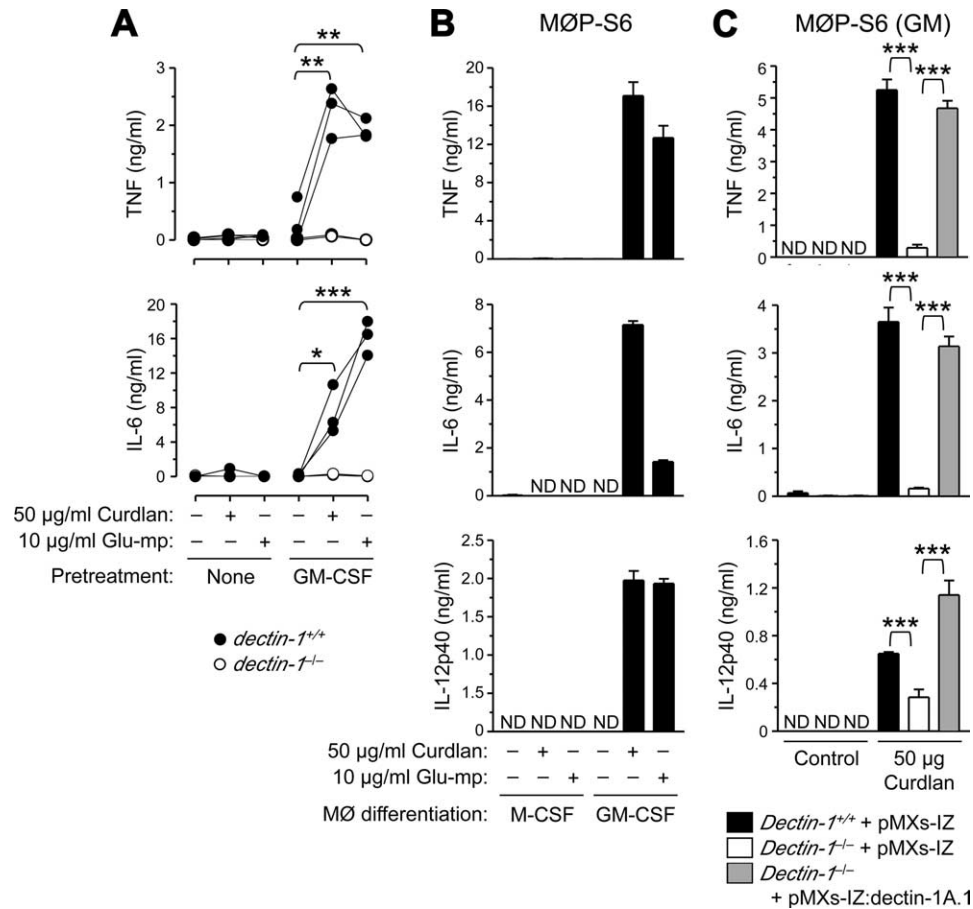 A
TNF (ng/ml)
3
2
1
0
**
**
IL-6 (ng/ml)
20
16
12
8
4
0
***
*
50 µg/ml Curdlan: – + – – + –
10 µg/ml Glu-mp: – – + – – +
Pretreatment: None GM-CSF
dectin-1+/+
dectin-1–/–
B
MØP-S6
TNF (ng/ml)
20
16
12
8
4
0
IL-6 (ng/ml)
8
6
4
2
0
ND ND ND
IL-12p40 (ng/ml)
2.5
2.0
1.5
1.0
1.5
0
ND ND ND ND
50 µg/ml Curdlan: – + – – + –
10 µg/ml Glu-mp: – – + – – +
MØ differentiation: M-CSF GM-CSF
C
MØP-S6 (GM)
TNF (ng/ml)
6
5
4
3
2
1
0
ND ND ND
***
***
IL-6 (ng/ml)
4
3
2
1
0
***
***
IL-12p40 (ng/ml)
1.6
1.2
0.8
0.4
0
ND ND ND
***
***
Control
50 µg
Curdlan
Dectin-1+/+ + pMXs-IZ
Dectin-1–/– + pMXs-IZ
Dectin-1–/–
+ pMXs-IZ:dectin-1A.1